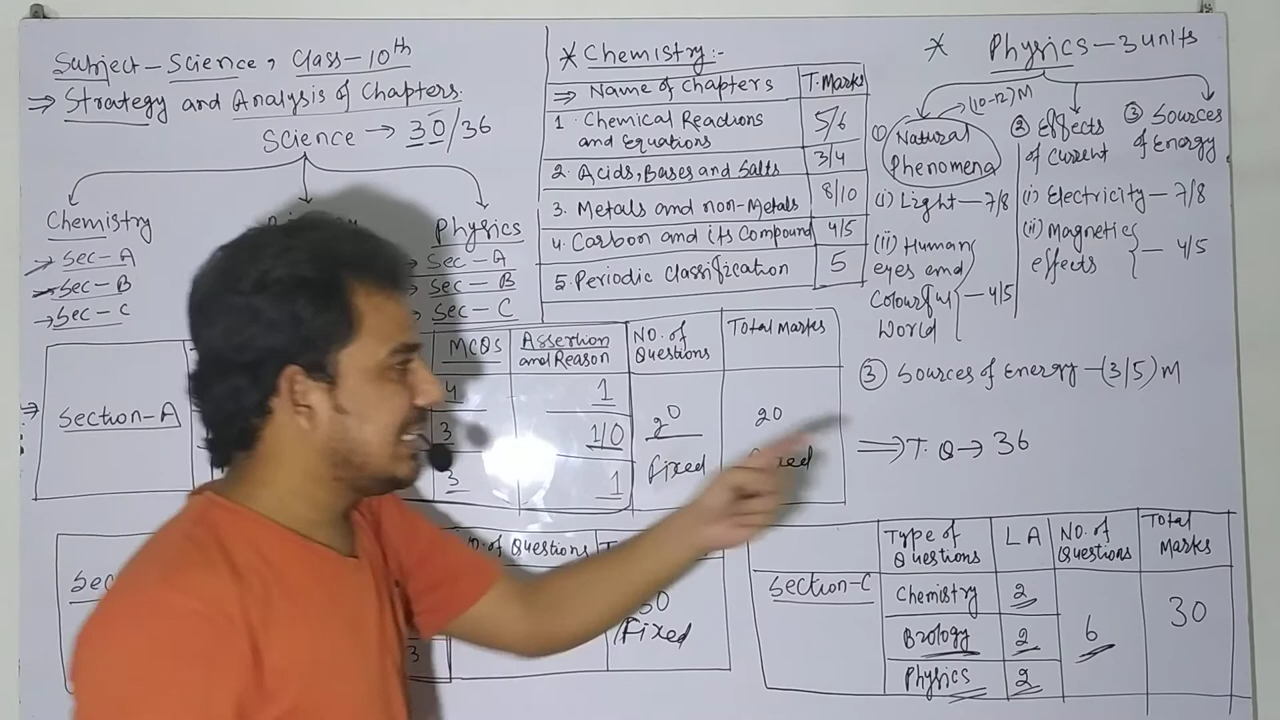 Subject - Science, Class - 10th
⇒ Strategy and Analysis of Chapters.
Science → 30/36
Chemistry
→ Sec - A
→ Sec - B
→ Sec - C
Physics
→ Sec - A
→ Sec - B
→ Sec - C
* Chemistry :-
⇒ Name of Chapters T. Marks
1. Chemical Reactions and Equations 5/6
2. Acids, Bases and Salts 3/4
3. Metals and non-Metals 8/10
4. Carbon and its Compound 4/5
5. Periodic Classification 5
* Physics - 3 units
→ (10-12) M
(1) Natural
Phenomena
(i) Light - 7/8
(ii) Human
eyes and
Colourful
World
- 4/5
(2) Effects
of Current
(i) Electricity - 7/8
(ii) Magnetic
effects
- 4/5
(3) Sources
of Energy
(3) Sources of Energy - (3/5) M
⇒ T. Q → 36
⇒ Section - A
MCQs Assertion and Reason No. of Questions Total Marks
4 1
3 1/0
3 1
20
Fixed
20
No. of Questions
Fixed
3
Section - C
Type of Questions LA No. of Questions Total Marks
Chemistry 2
Biology 2
Physics 2
6
30